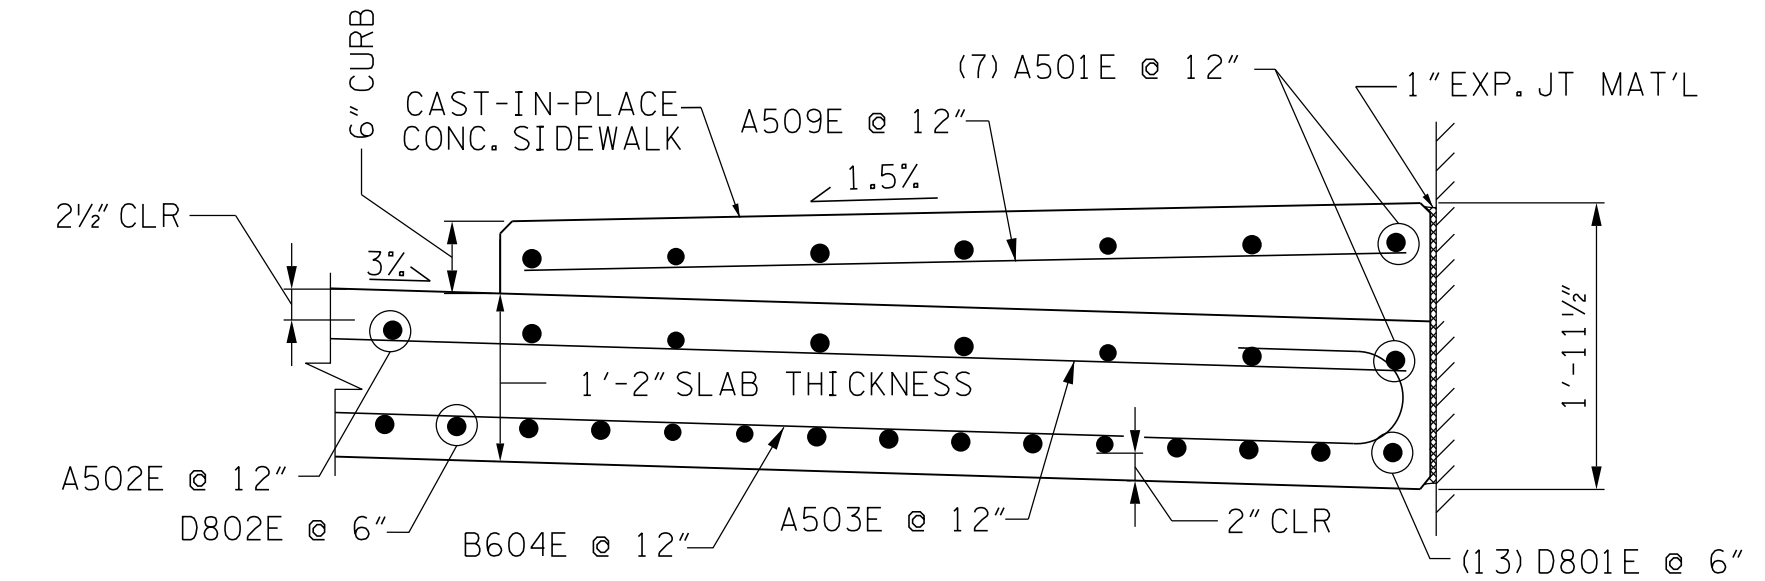 6" CURB
(7) A501E @ 12"
1" EXP. JT MAT'L
CAST-IN-PLACE
CONC. SIDEWALK
A509E @ 12"
1.5%
2½" CLR
3%
1'-11½"
1'-2" SLAB THICKNESS
A502E @ 12"
D802E @ 6"
B604E @ 12"
A503E @ 12"
2" CLR
(13) D801E @ 6"